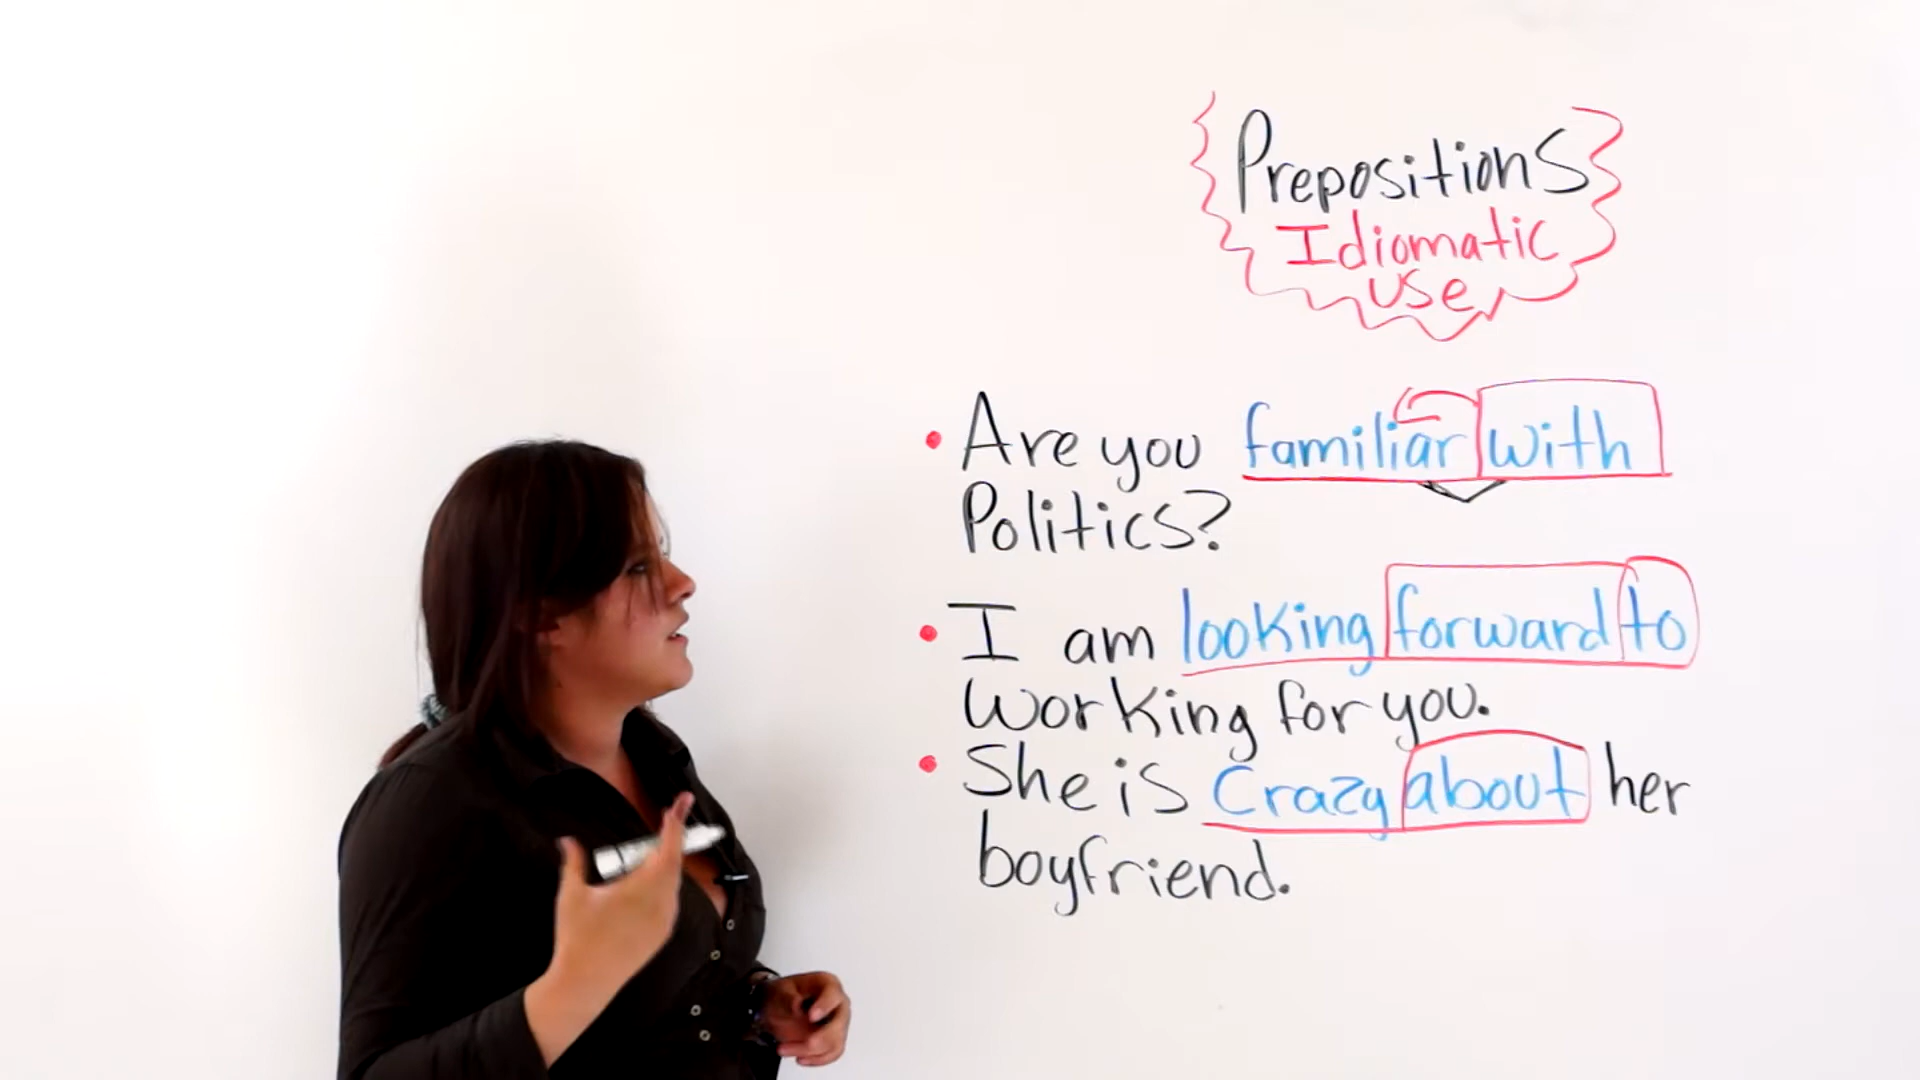 Prepositions
Idiomatic
use
• Are you familiar with
Politics?
• I am looking forward to
working for you.
• She is Crazy about her
boyfriend.